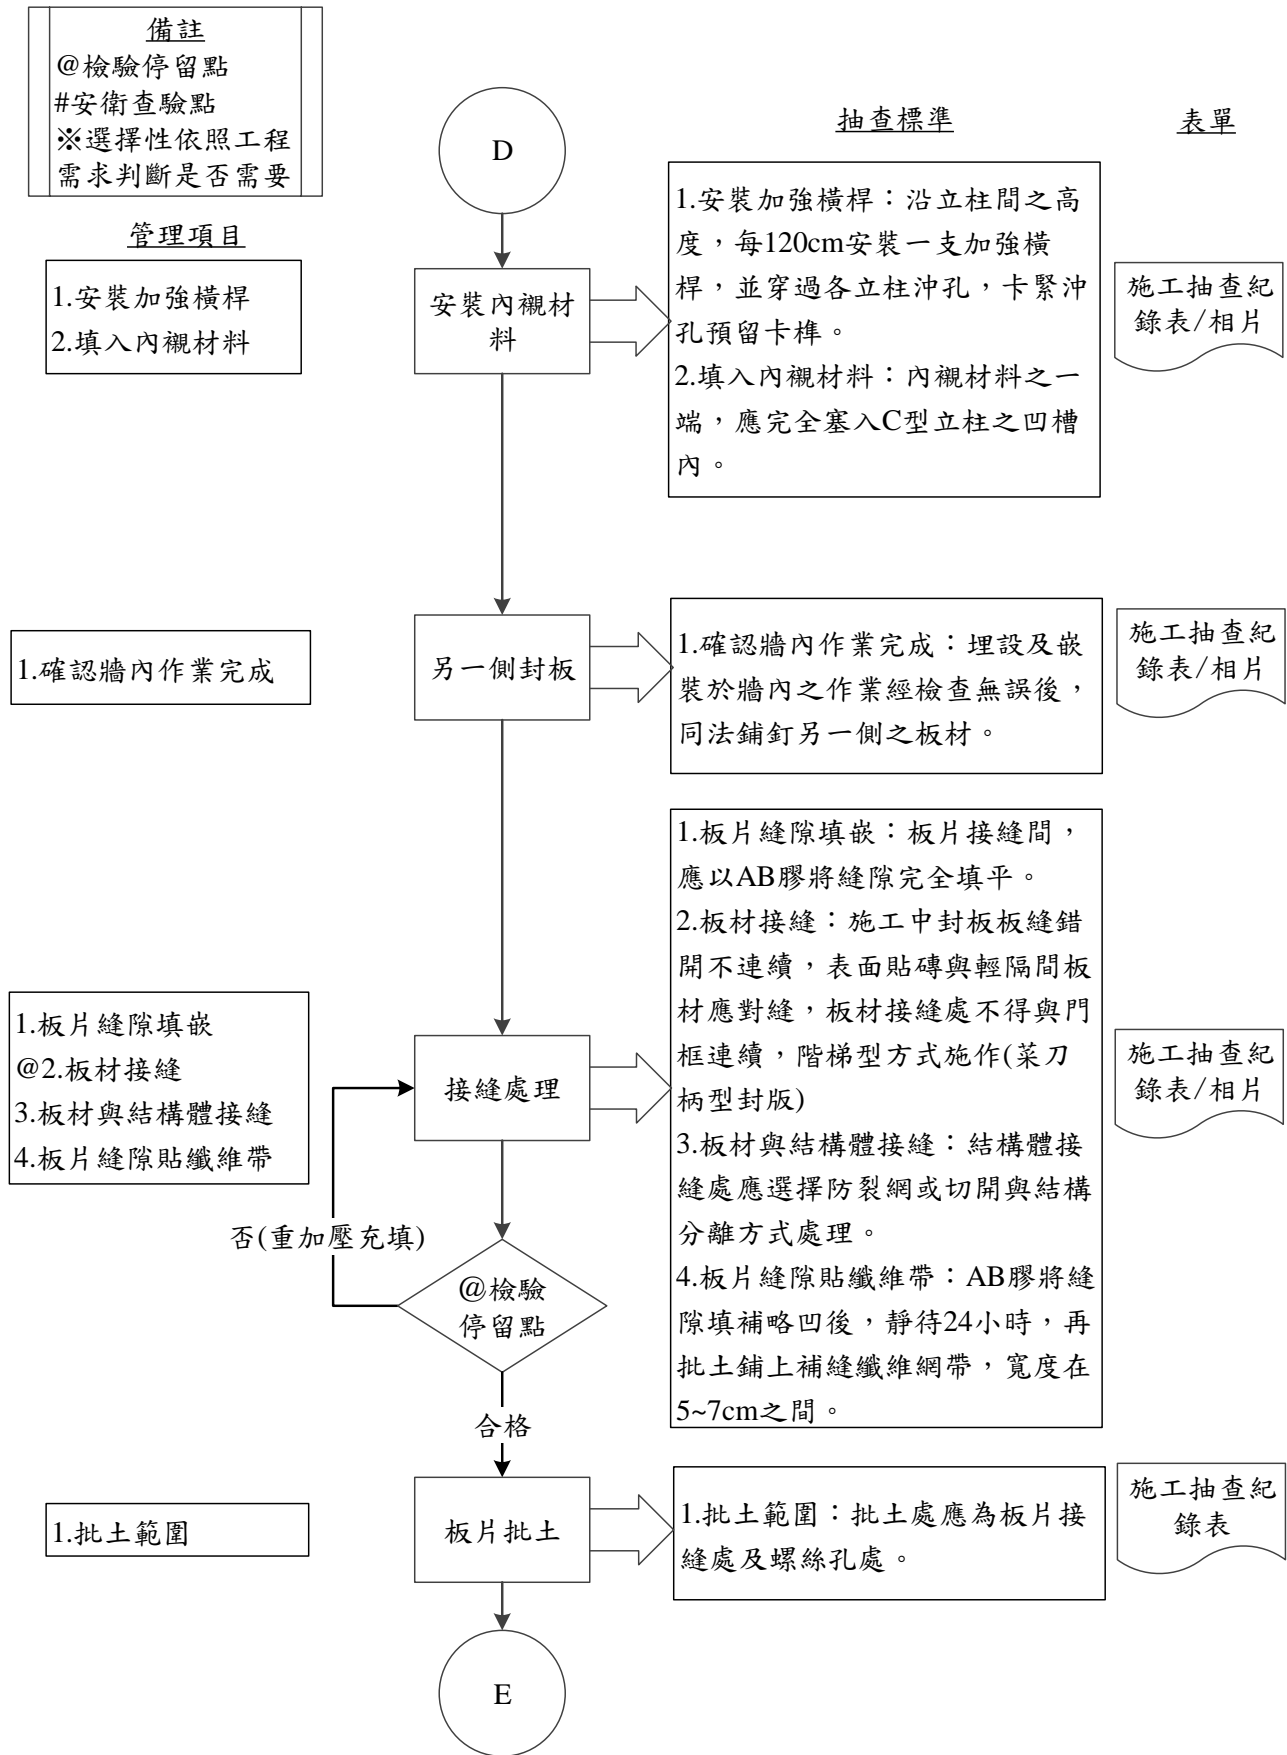 備註
@檢驗停留點
#安衛查驗點
※選擇性依照工程
需求判斷是否需要
管理項目
抽查標準
表單
D
1.安裝加強橫桿
2.填入內襯材料
安裝內襯材
料
1.安裝加強橫桿：沿立柱間之高
度，每120cm安裝一支加強橫
桿，並穿過各立柱沖孔，卡緊沖
孔預留卡榫。
2.填入內襯材料：內襯材料之一
端，應完全塞入C型立柱之凹槽
內。
施工抽查紀
錄表/相片
1.確認牆內作業完成
另一側封板
1.確認牆內作業完成：埋設及嵌
裝於牆內之作業經檢查無誤後，
同法鋪釘另一側之板材。
施工抽查紀
錄表/相片
1.板片縫隙填嵌
@2.板材接縫
3.板材與結構體接縫
4.板片縫隙貼纖維帶
接縫處理
1.板片縫隙填嵌：板片接縫間，
應以AB膠將縫隙完全填平。
2.板材接縫：施工中封板板縫錯
開不連續，表面貼磚與輕隔間板
材應對縫，板材接縫處不得與門
框連續，階梯型方式施作(菜刀
柄型封版)
3.板材與結構體接縫：結構體接
縫處應選擇防裂網或切開與結構
分離方式處理。
4.板片縫隙貼纖維帶：AB膠將縫
隙填補略凹後，靜待24小時，再
批土鋪上補縫纖維網帶，寬度在
5~7cm之間。
施工抽查紀
錄表/相片
否(重加壓充填)
@檢驗
停留點
合格
1.批土範圍
板片批土
1.批土範圍：批土處應為板片接
縫處及螺絲孔處。
施工抽查紀
錄表
E